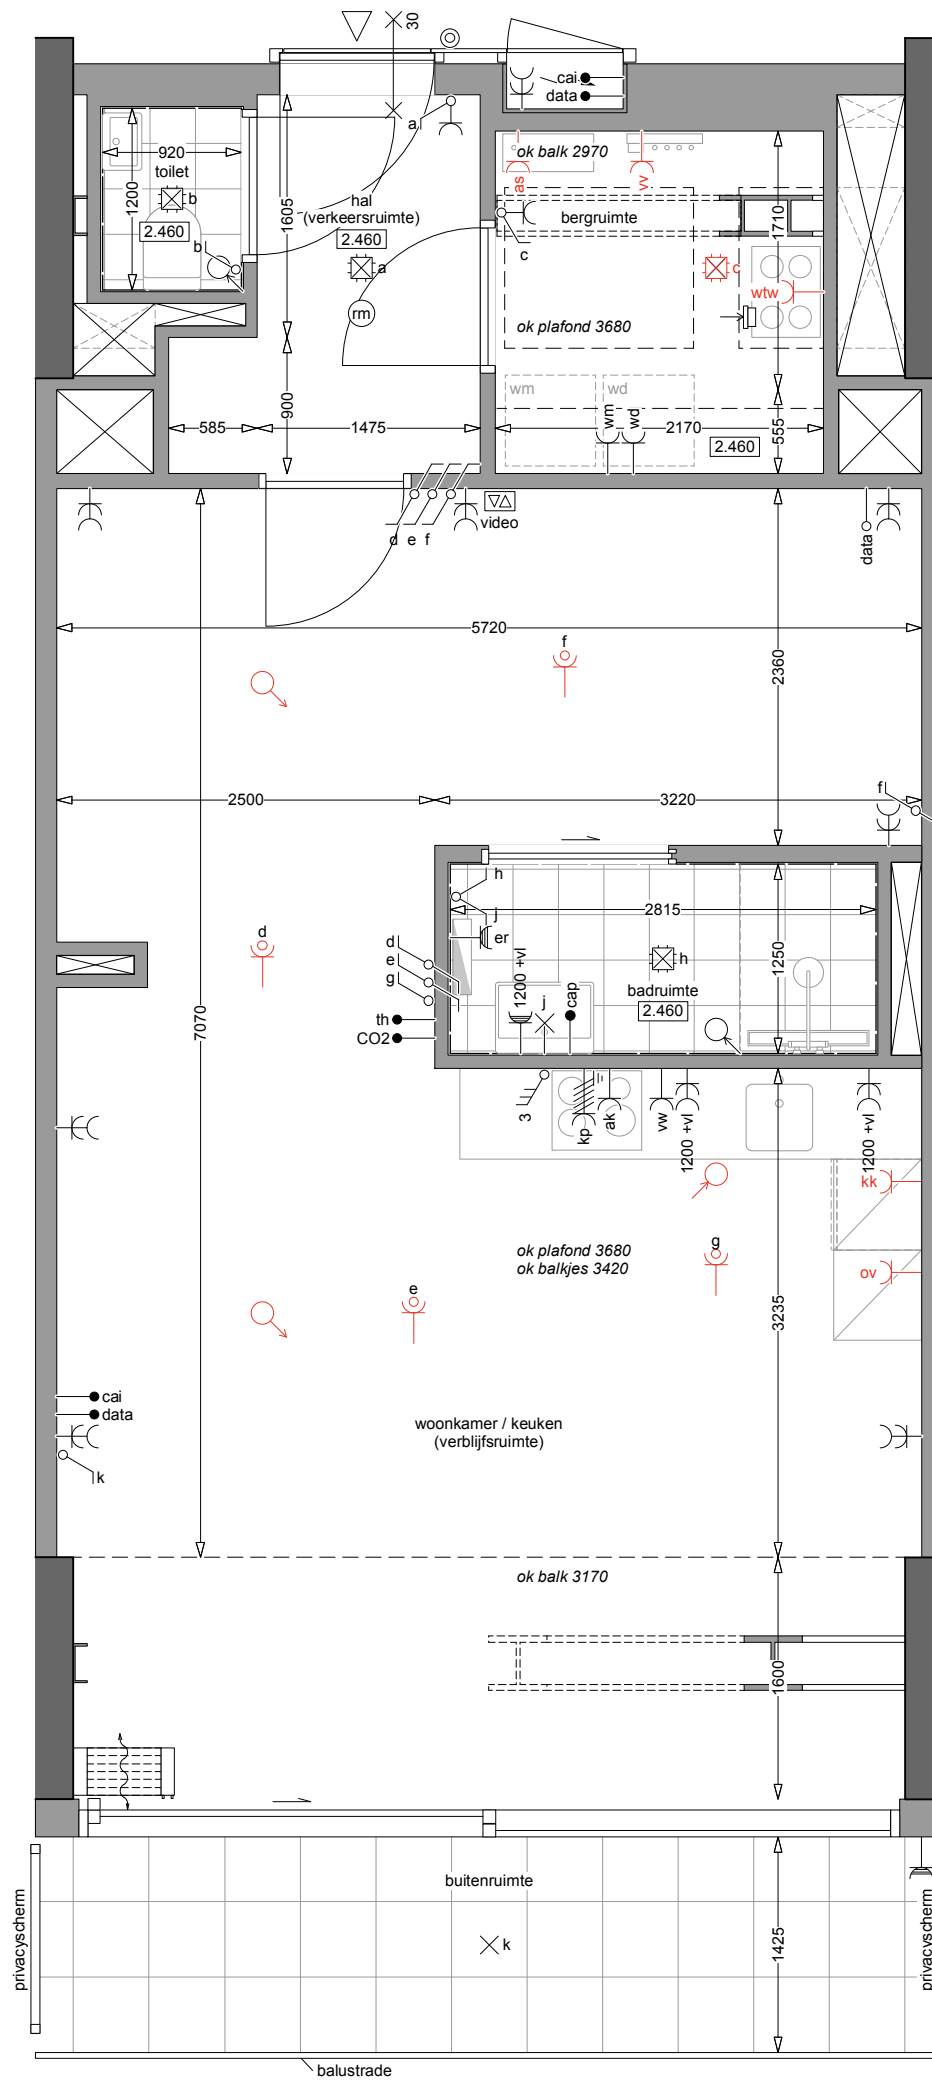 30
cai
data
a
ok balk 2970
920
toilet
as
vv
1200
b
2.460
b
1605
hal
(verkeersruimte)
2.460
a
bergruimte
c
c
1710
wtw
rm
ok plafond 3680
wm
wd
wm
wd
900
585
1475
2170
2.460
555
d e f
video
data
5720
f
2360
2500
3220
f
h
j
2815
er
d
d
e
g
1200 +vl
j
cap
h
badruimte
2.460
1250
th
CO2
7070
3
kp
ak
vw
1200 +vl
1200 +vl
kk
ok plafond 3680
ok balkjes 3420
g
ov
e
3235
cai
data
woonkamer / keuken
(verblijfsruimte)
k
ok balk 3170
1600
buitenruimte
privacyscherm
k
1425
privacyscherm
balustrade